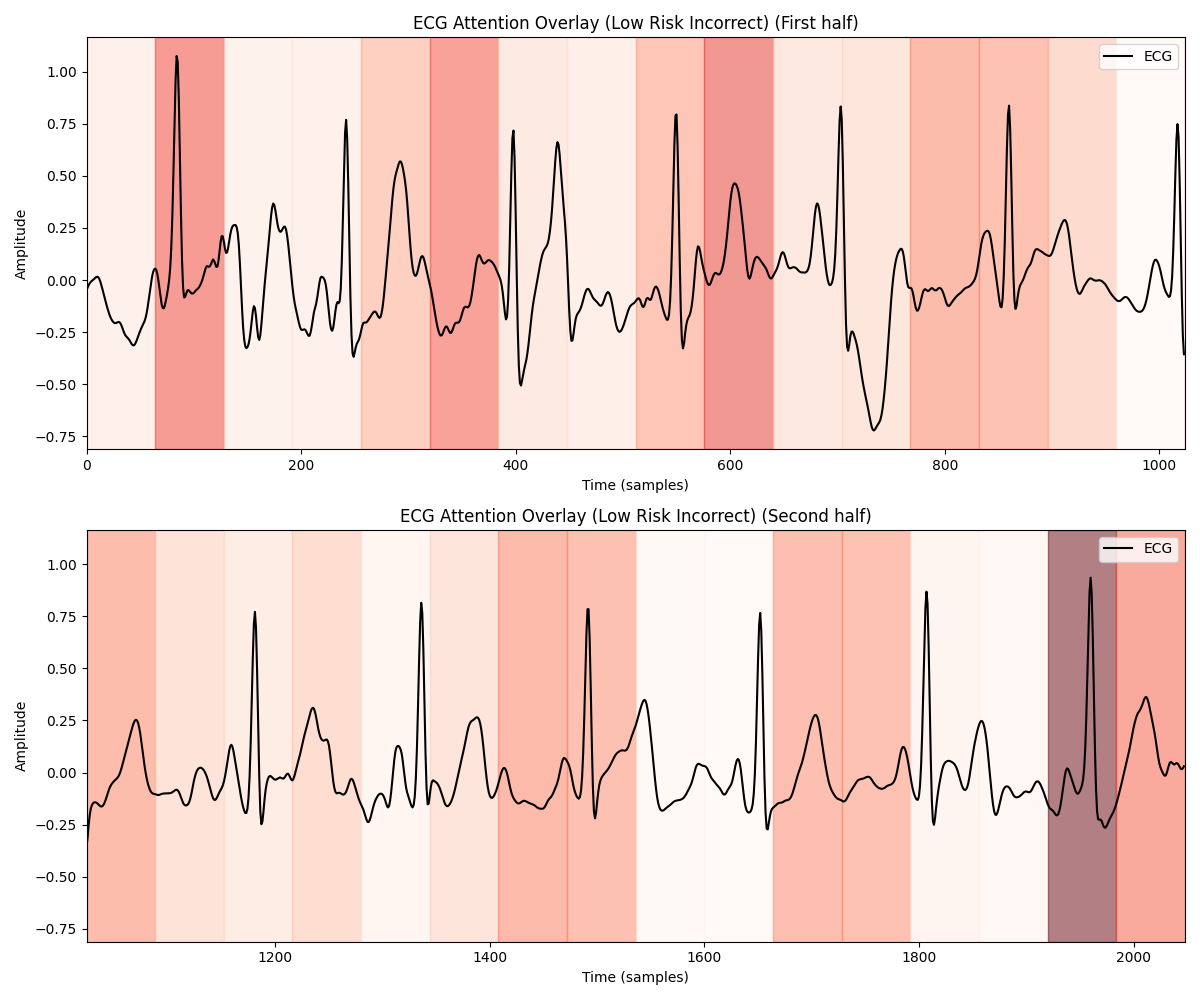 ECG Attention Overlay (Low Risk Incorrect) (First half)
ECG
1.00
0.75
0.50
0.25
0.00
−0.25
−0.50
−0.75
Amplitude
0 200 400 600 800 1000
Time (samples)
ECG Attention Overlay (Low Risk Incorrect) (Second half)
ECG
1.00
0.75
0.50
0.25
0.00
−0.25
−0.50
−0.75
Amplitude
1200 1400 1600 1800 2000
Time (samples)